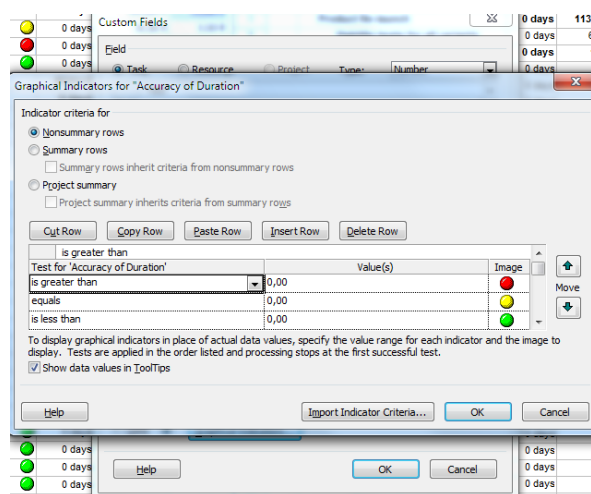 Custom Fields
0 days
0 days
0 days
Field
Task Resource Project Type: Number
0 days 113
0 days 6
0 days
0 days
Graphical Indicators for "Accuracy of Duration"
Indicator criteria for
Nonsummary rows
Summary rows
Summary rows inherit criteria from nonsummary rows
Project summary
Project summary inherits criteria from summary rows
Cut Row Copy Row Paste Row Insert Row Delete Row
is greater than
Test for 'Accuracy of Duration' Value(s) Image
is greater than 0,00
equals 0,00
is less than 0,00
Move
To display graphical indicators in place of actual data values, specify the value range for each indicator and the image to
display. Tests are applied in the order listed and processing stops at the first successful test.
Show data values in ToolTips
Help Import Indicator Criteria... OK Cancel
0 days
0 days
0 days
Help OK Cancel
0 days
0 days
0 days